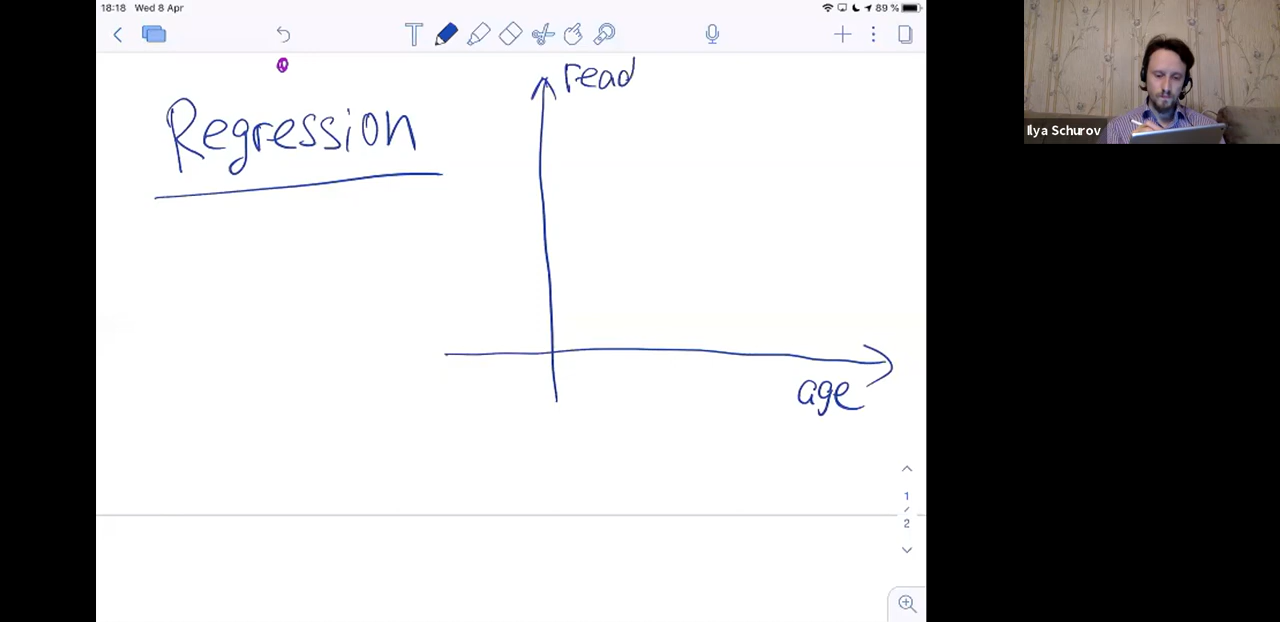 18:18 Wed 8 Apr
89 %
T
read
Regression
Ilya Schurov
age
1
/
2